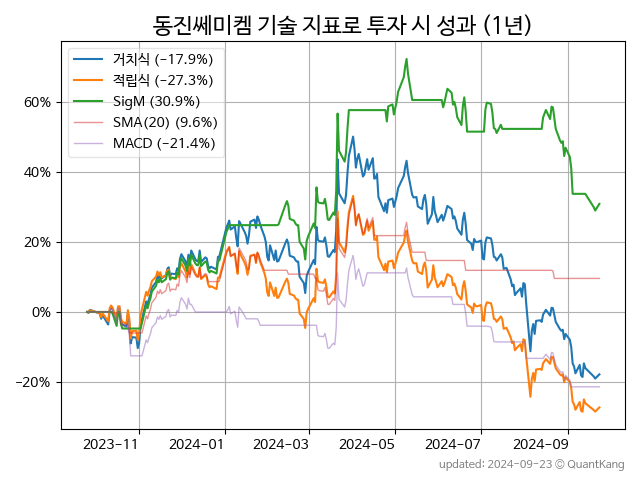 동진쎄미켐 기술 지표로 투자 시 성과 (1년)
거치식 (−17.9%)
적립식 (−27.3%)
SigM (30.9%)
SMA(20) (9.6%)
MACD (−21.4%)
60%
40%
20%
0%
−20%
2023-11
2024-01
2024-03
2024-05
2024-07
2024-09
updated: 2024-09-23 © QuantKang